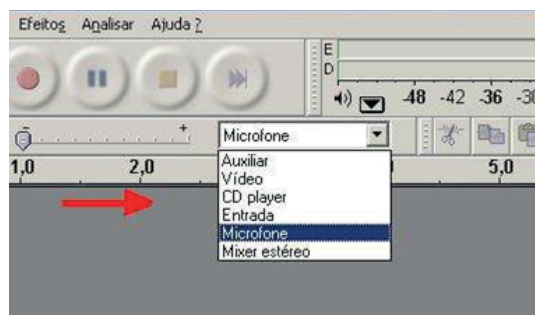 Efeitos Analisar Ajuda ?
E
D
-48 -42 -36 -30
Microfone
1,0 2,0 5,0
Auxiliar
Vídeo
CD player
Entrada
Microfone
Mixer estéreo